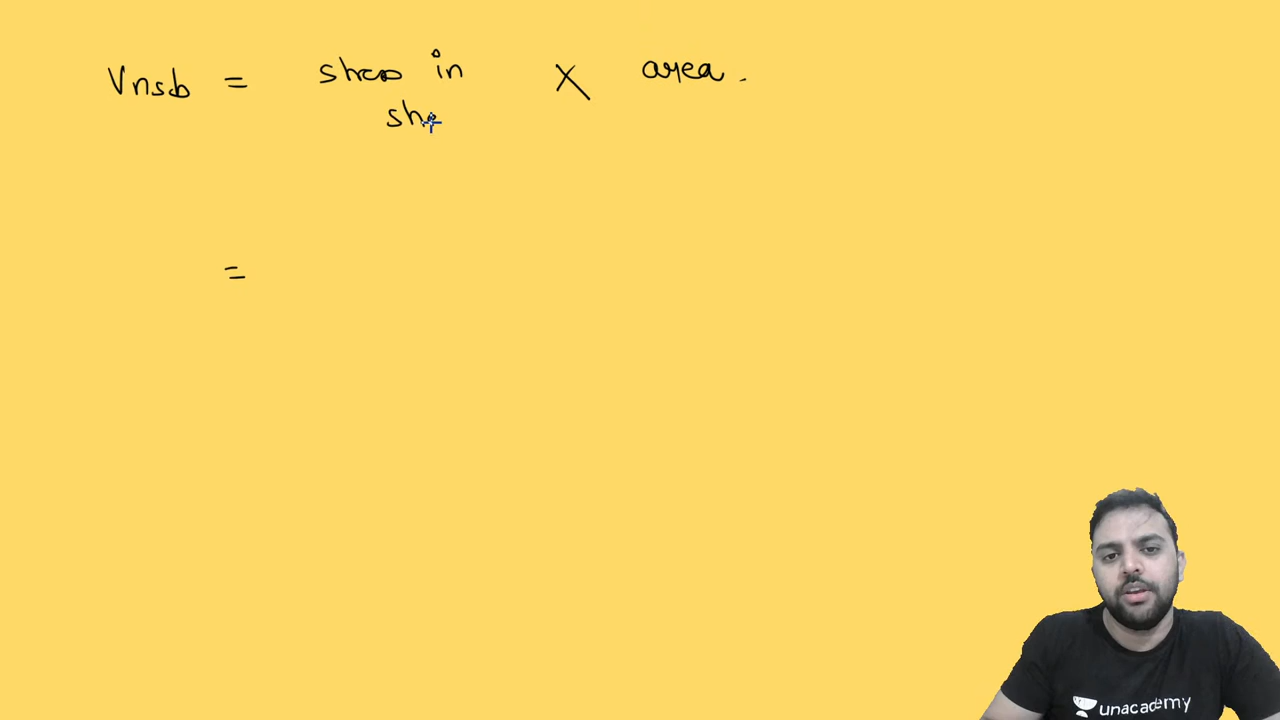 Vnsb = stress in X area.
sh
=
unacademy